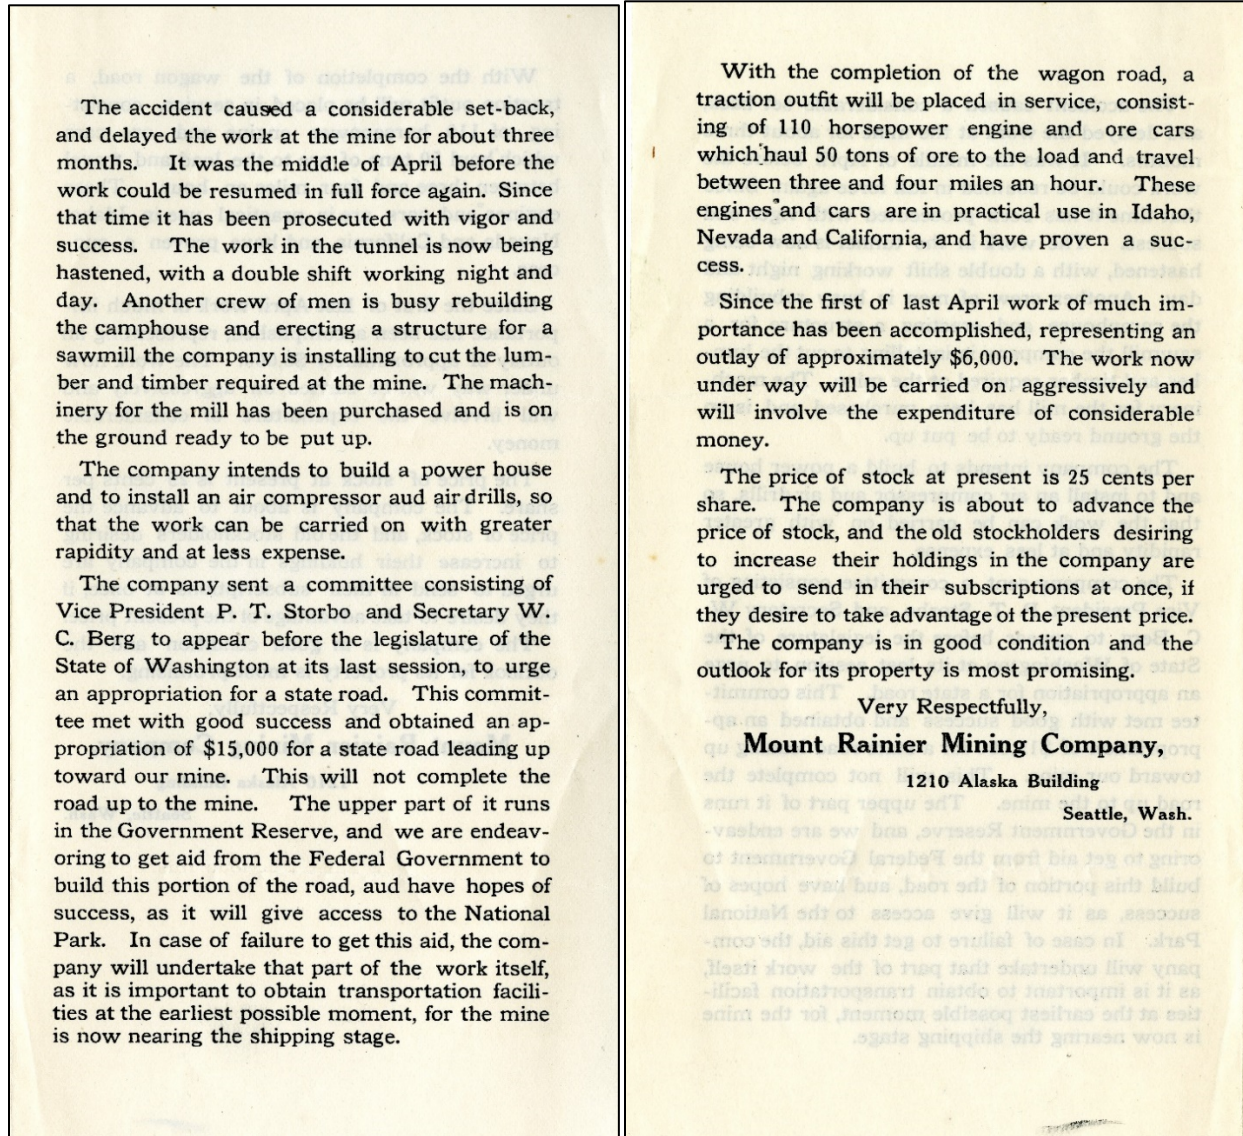 The accident caused a considerable set-back,
and delayed the work at the mine for about three
months. It was the middle of April before the
work could be resumed in full force again. Since
that time it has been prosecuted with vigor and
success. The work in the tunnel is now being
hastened, with a double shift working night and
day. Another crew of men is busy rebuilding
the camphouse and erecting a structure for a
sawmill the company is installing to cut the lum-
ber and timber required at the mine. The mach-
inery for the mill has been purchased and is on
the ground ready to be put up.
The company intends to build a power house
and to install an air compressor aud air drills, so
that the work can be carried on with greater
rapidity and at less expense.
The company sent a committee consisting of
Vice President P. T. Storbo and Secretary W.
C. Berg to appear before the legislature of the
State of Washington at its last session, to urge
an appropriation for a state road. This commit-
tee met with good success and obtained an ap-
propriation of $15,000 for a state road leading up
toward our mine. This will not complete the
road up to the mine. The upper part of it runs
in the Government Reserve, and we are endeav-
oring to get aid from the Federal Government to
build this portion of the road, aud have hopes of
success, as it will give access to the National
Park. In case of failure to get this aid, the com-
pany will undertake that part of the work itself,
as it is important to obtain transportation facili-
ties at the earliest possible moment, for the mine
is now nearing the shipping stage.
With the completion of the wagon road, a
traction outfit will be placed in service, consist-
ing of 110 horsepower engine and ore cars
which haul 50 tons of ore to the load and travel
between three and four miles an hour. These
engines and cars are in practical use in Idaho,
Nevada and California, and have proven a suc-
cess.
Since the first of last April work of much im-
portance has been accomplished, representing an
outlay of approximately $6,000. The work now
under way will be carried on aggressively and
will involve the expenditure of considerable
money.
The price of stock at present is 25 cents per
share. The company is about to advance the
price of stock, and the old stockholders desiring
to increase their holdings in the company are
urged to send in their subscriptions at once, if
they desire to take advantage of the present price.
The company is in good condition and the
outlook for its property is most promising.
Very Respectfully,
Mount Rainier Mining Company,
1210 Alaska Building
Seattle, Wash.